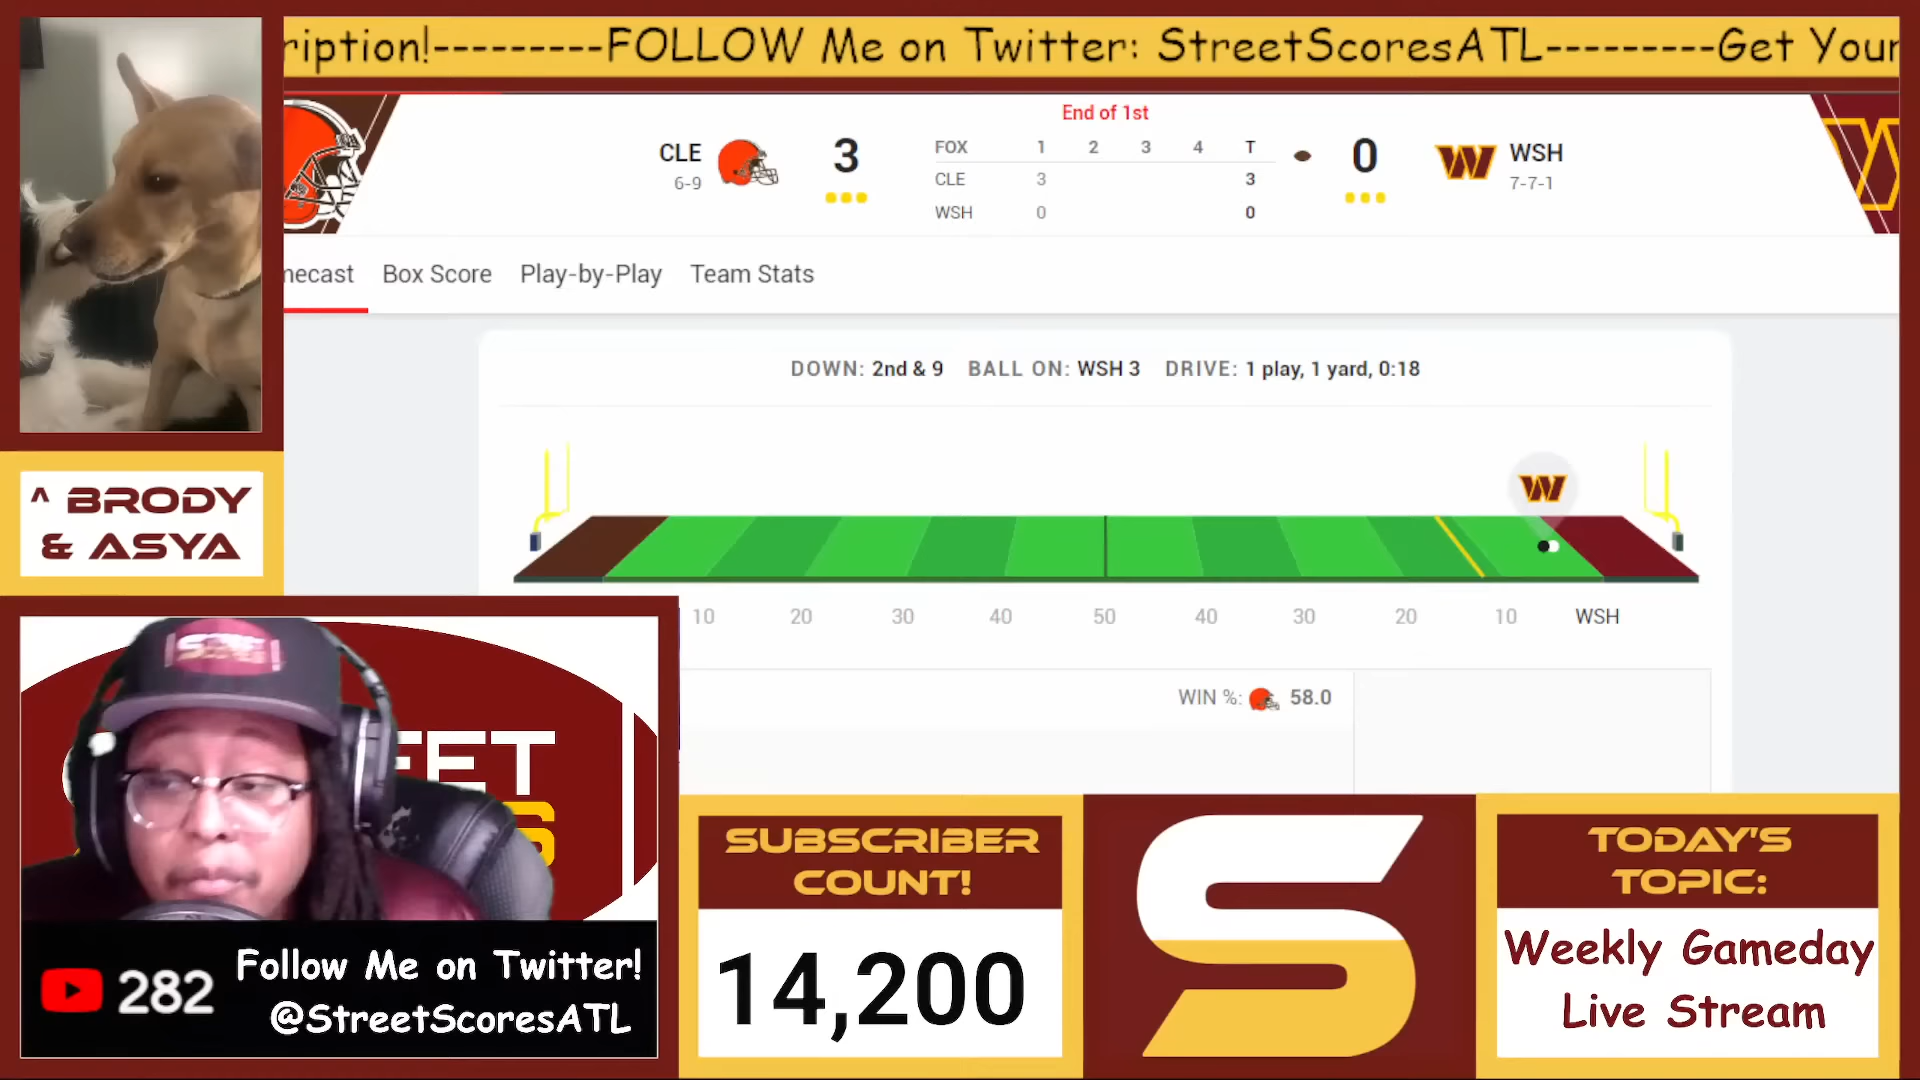 ription!---------FOLLOW Me on Twitter: StreetScoresATL---------Get Your
End of 1st
CLE
6-9
3
FOX 1 2 3 4 T
CLE 3 3
WSH 0 0
0
WSH
7-7-1
necast Box Score Play-by-Play Team Stats
DOWN: 2nd & 9 BALL ON: WSH 3 DRIVE: 1 play, 1 yard, 0:18
W
10 20 30 40 50 40 30 20 10 WSH
WIN %: 58.0
^ BRODY
& ASYA
EET
S
282
Follow Me on Twitter!
@StreetScoresATL
SUBSCRIBER
COUNT!
14,200
S
TODAY'S
TOPIC:
Weekly Gameday
Live Stream